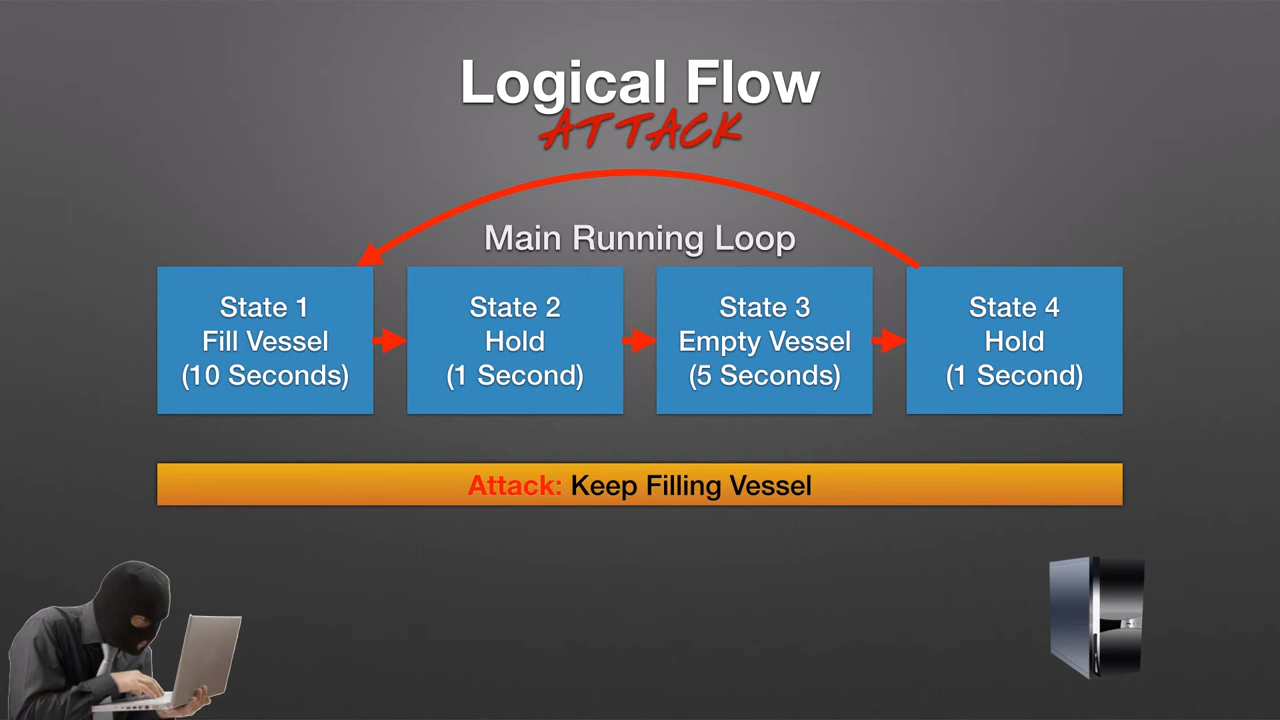 Logical Flow
ATTACK
Main Running Loop
State 1
Fill Vessel
(10 Seconds)
State 2
Hold
(1 Second)
State 3
Empty Vessel
(5 Seconds)
State 4
Hold
(1 Second)
Attack: Keep Filling Vessel